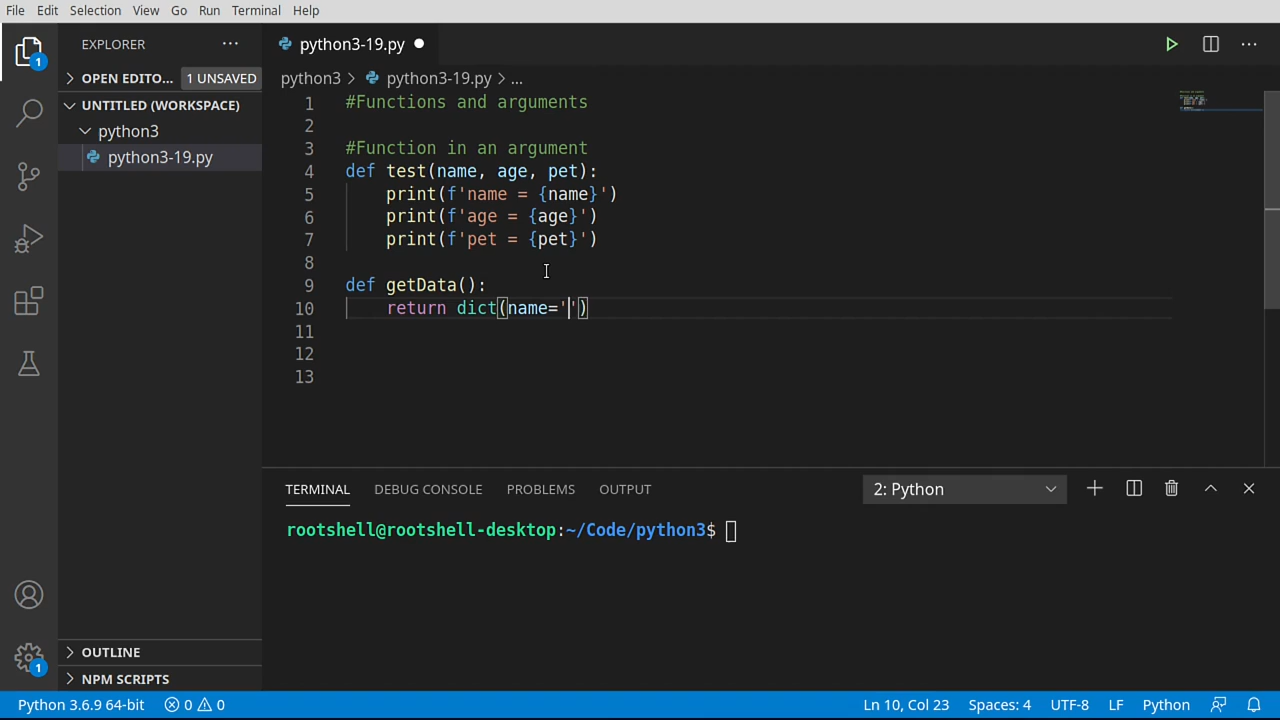 File Edit Selection View Go Run Terminal Help
EXPLORER ···
python3-19.py
1
OPEN EDITO... 1 UNSAVED
UNTITLED (WORKSPACE)
python3
python3-19.py
python3 > python3-19.py > ...
1 #Functions and arguments
2
3 #Function in an argument
4 def test(name, age, pet):
5 print(f'name = {name}')
6 print(f'age = {age}')
7 print(f'pet = {pet}')
8
9 def getData():
10 return dict(name='')
11
12
13
TERMINAL DEBUG CONSOLE PROBLEMS OUTPUT 2: Python
rootshell@rootshell-desktop:~/Code/python3$
OUTLINE
NPM SCRIPTS
1
Python 3.6.9 64-bit 0 0 Ln 10, Col 23 Spaces: 4 UTF-8 LF Python